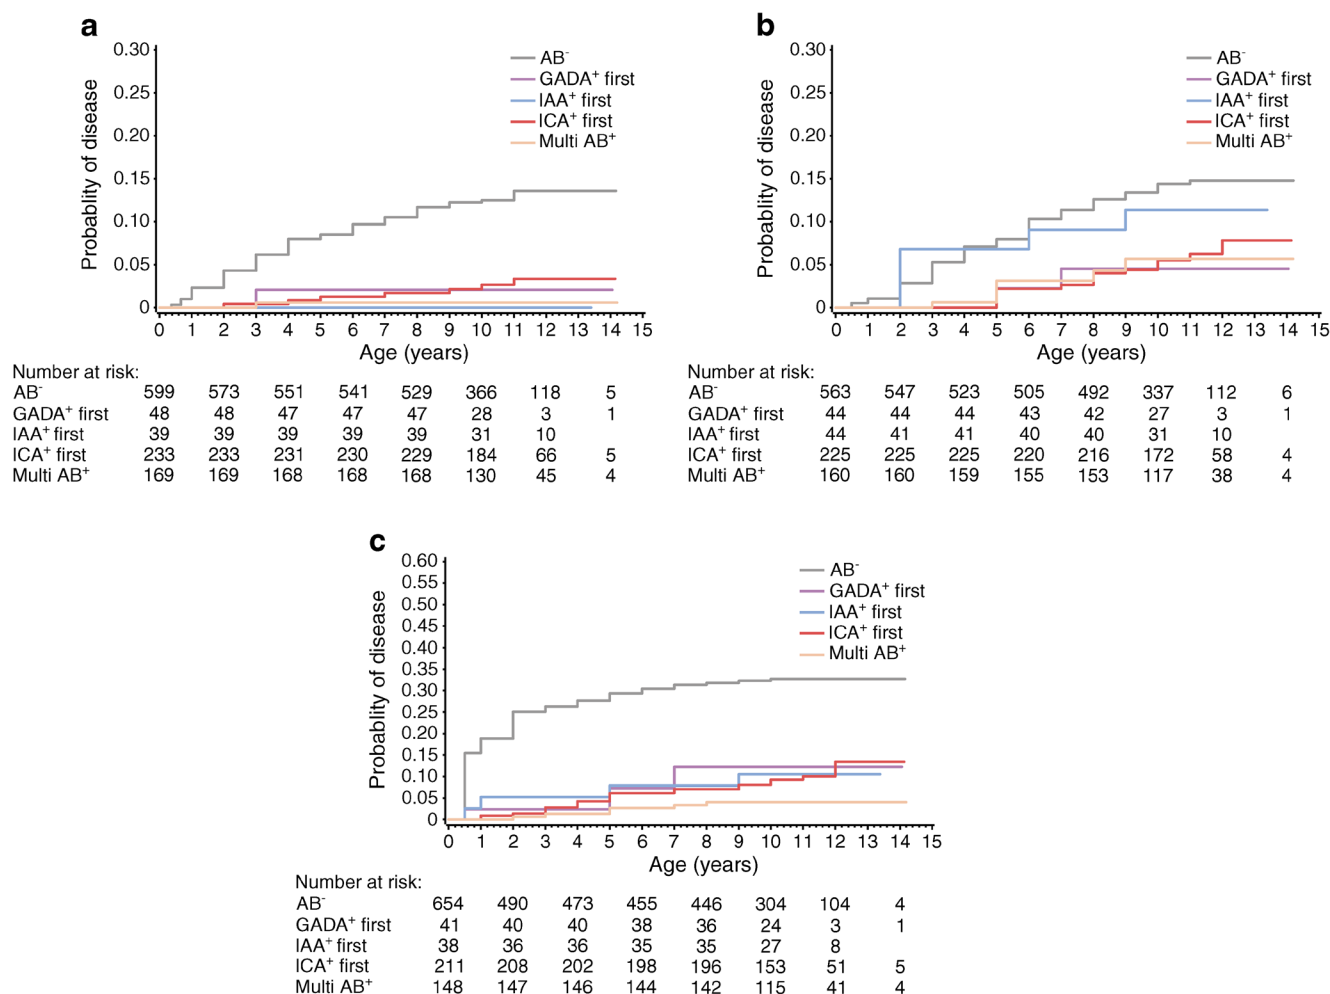 a
0.30
0.25
0.20
0.15
0.10
0.05
0
Probablity of disease
AB-
GADA+ first
IAA+ first
ICA+ first
Multi AB+
0 1 2 3 4 5 6 7 8 9 10 11 12 13 14 15
Age (years)
Number at risk:
AB- 599 573 551 541 529 366 118 5
GADA+ first 48 48 47 47 47 28 3 1
IAA+ first 39 39 39 39 39 31 10
ICA+ first 233 233 231 230 229 184 66 5
Multi AB+ 169 169 168 168 168 130 45 4
b
0.30
0.25
0.20
0.15
0.10
0.05
0
Probablity of disease
AB-
GADA+ first
IAA+ first
ICA+ first
Multi AB+
0 1 2 3 4 5 6 7 8 9 10 11 12 13 14 15
Age (years)
Number at risk:
AB- 563 547 523 505 492 337 112 6
GADA+ first 44 44 44 43 42 27 3 1
IAA+ first 44 41 41 40 40 31 10
ICA+ first 225 225 225 220 216 172 58 4
Multi AB+ 160 160 159 155 153 117 38 4
c
0.60
0.55
0.50
0.45
0.40
0.35
0.30
0.25
0.20
0.15
0.10
0.05
0
Probablity of disease
AB-
GADA+ first
IAA+ first
ICA+ first
Multi AB+
0 1 2 3 4 5 6 7 8 9 10 11 12 13 14 15
Age (years)
Number at risk:
AB- 654 490 473 455 446 304 104 4
GADA+ first 41 40 40 38 36 24 3 1
IAA+ first 38 36 36 35 35 27 8
ICA+ first 211 208 202 198 196 153 51 5
Multi AB+ 148 147 146 144 142 115 41 4